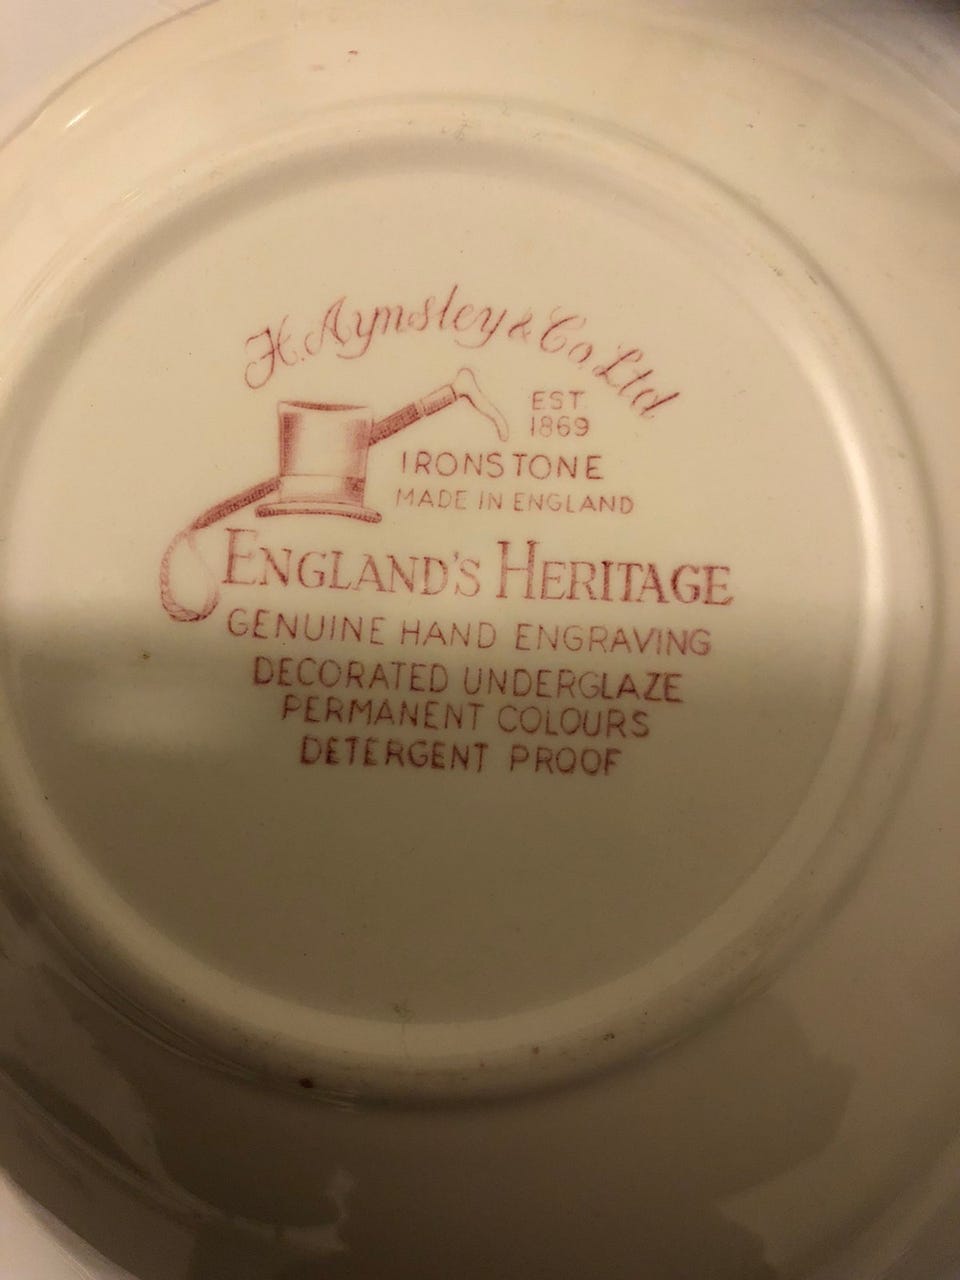 H. Aymsley & Co. Ltd
EST
1869
IRONSTONE
MADE IN ENGLAND
ENGLAND'S HERITAGE
GENUINE HAND ENGRAVING
DECORATED UNDERGLAZE
PERMANENT COLOURS
DETERGENT PROOF